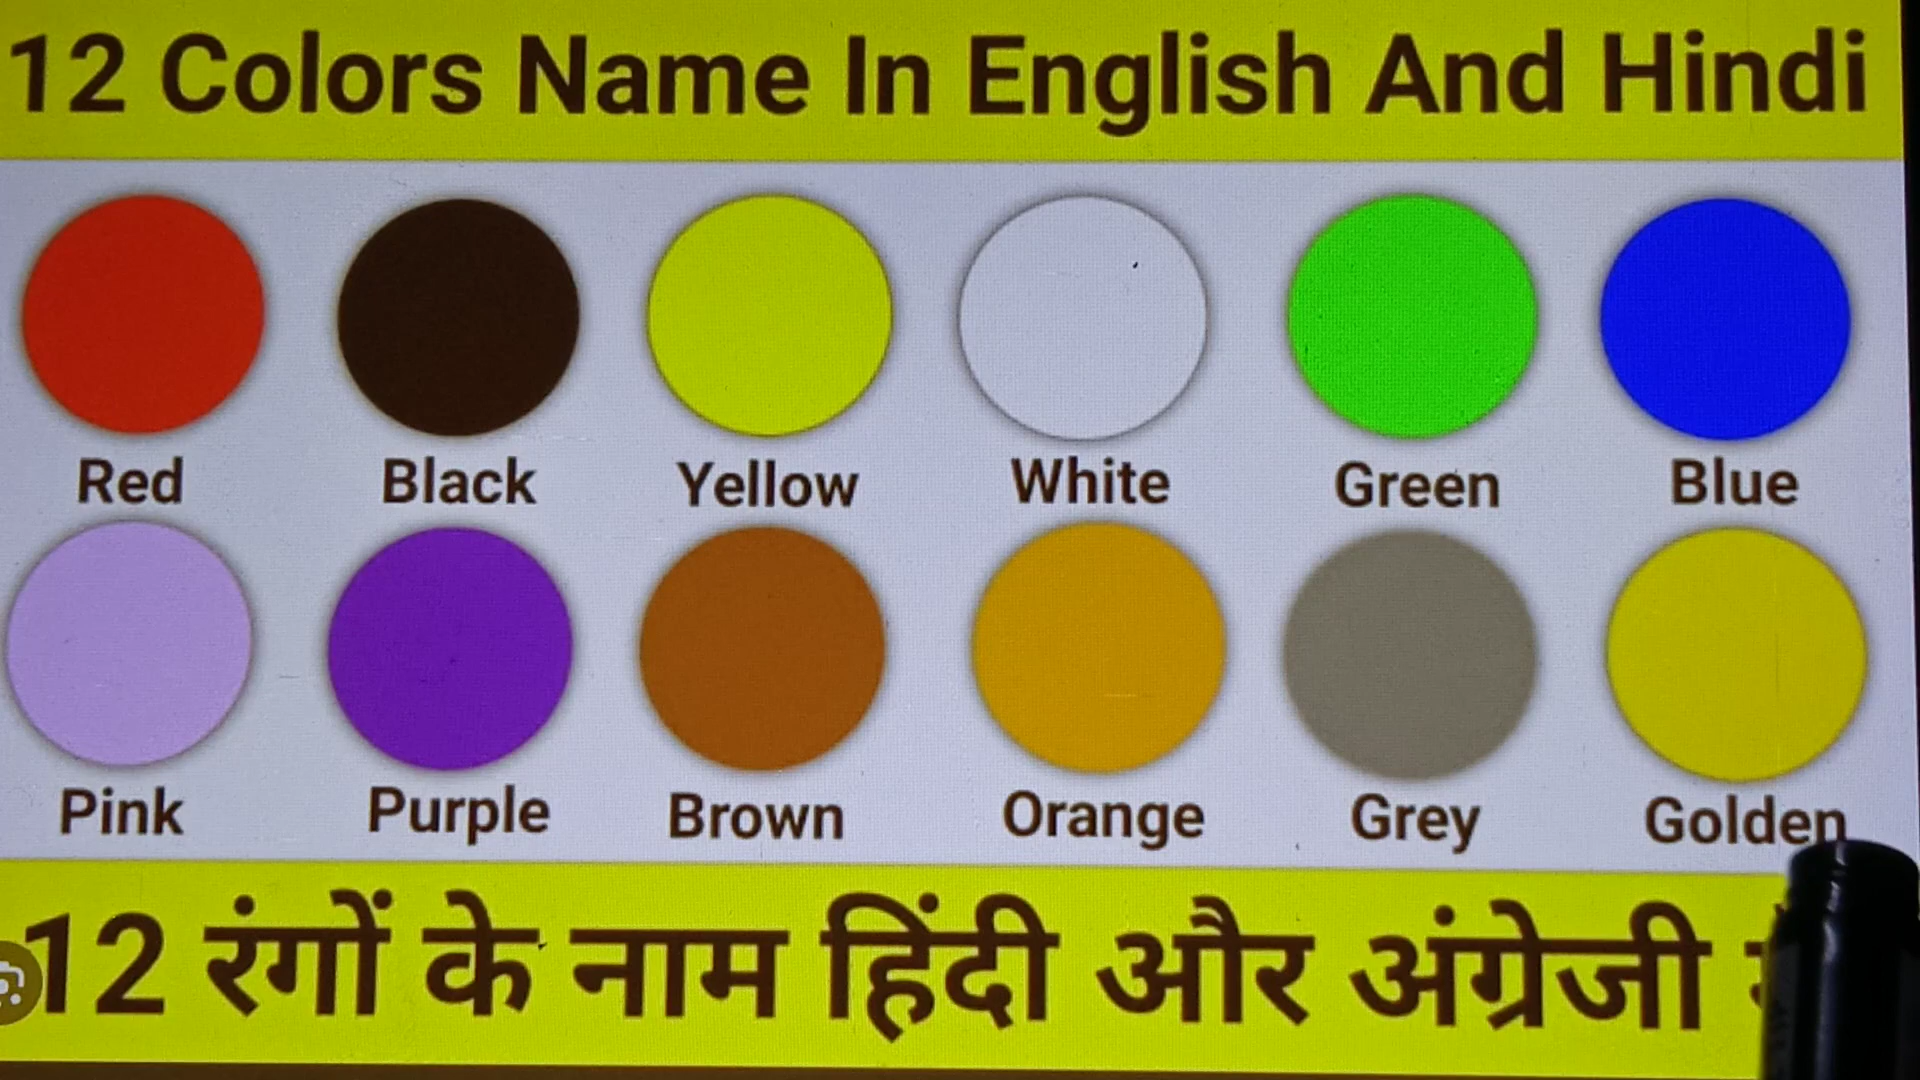 12 Colors Name In English And Hindi
Red Black Yellow White Green Blue
Pink Purple Brown Orange Grey Golden
12 रंगों के नाम हिंदी और अंग्रेजी